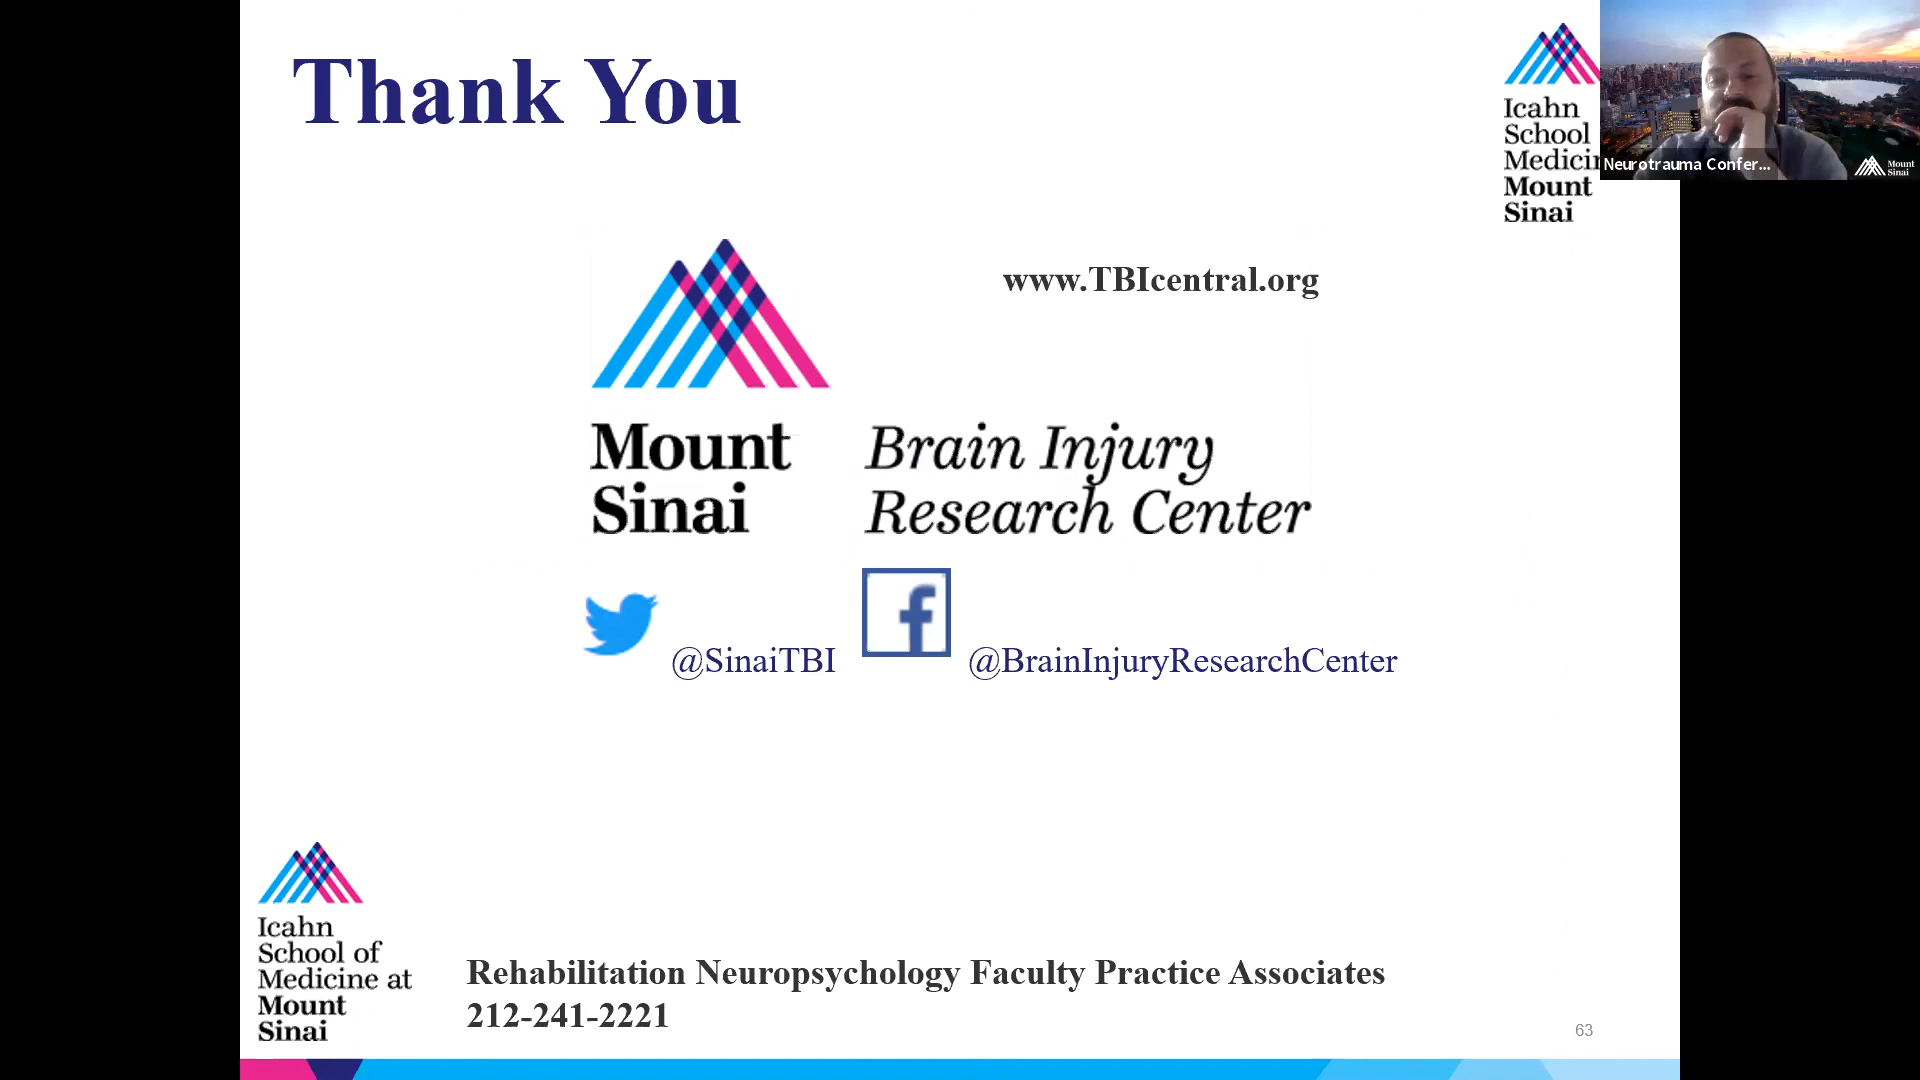 Thank You
Icahn
School
Medici
Mount
Sinai
Neurotrauma Confer...
Mount
Sinai
www.TBIcentral.org
Mount
Sinai
Brain Injury
Research Center
@SinaiTBI
@BrainInjuryResearchCenter
Icahn
School of
Medicine at
Mount
Sinai
Rehabilitation Neuropsychology Faculty Practice Associates
212-241-2221
63